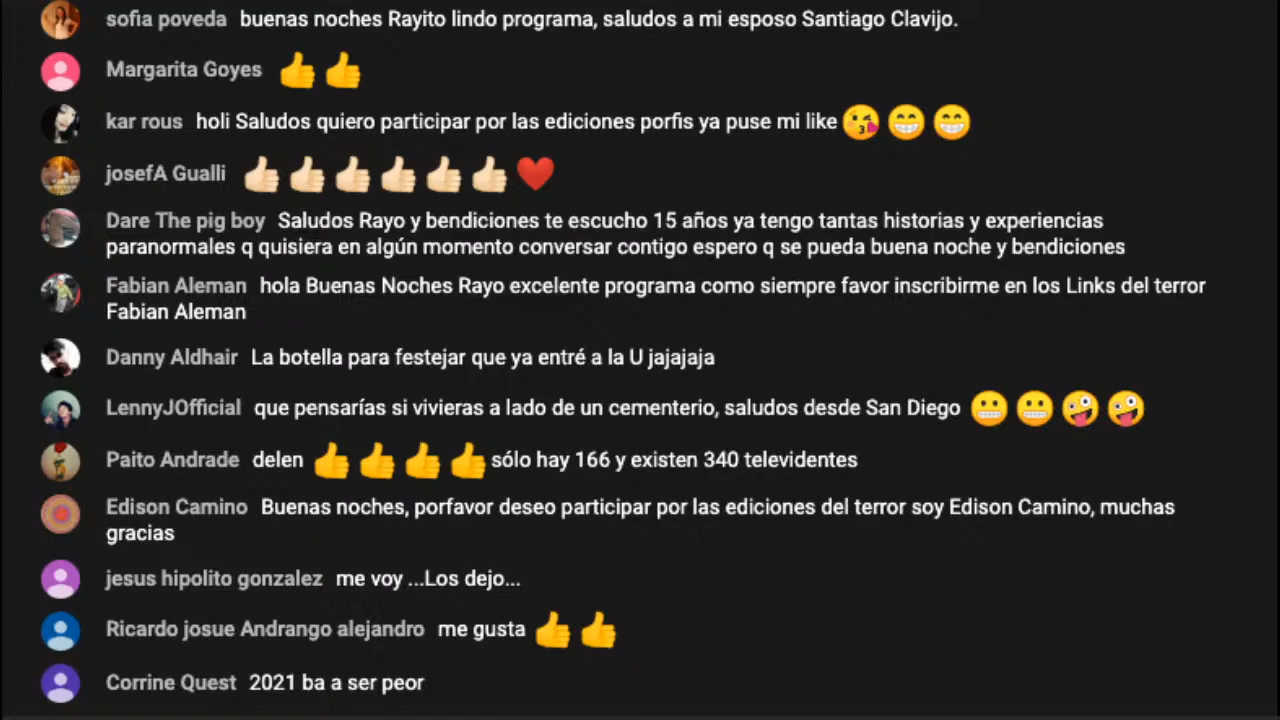 sofia poveda buenas noches Rayito lindo programa, saludos a mi esposo Santiago Clavijo.
Margarita Goyes 👍👍
kar rous holi Saludos quiero participar por las ediciones porfis ya puse mi like 😘😁😁
josefA Gualli 👍🏻👍🏻👍🏻👍🏻👍🏻👍🏻❤️
Dare The pig boy Saludos Rayo y bendiciones te escucho 15 años ya tengo tantas historias y experiencias
paranormales q quisiera en algún momento conversar contigo espero q se pueda buena noche y bendiciones
Fabian Aleman hola Buenas Noches Rayo excelente programa como siempre favor inscribirme en los Links del terror
Fabian Aleman
Danny Aldhair La botella para festejar que ya entré a la U jajajaja
LennyJOfficial que pensarías si vivieras a lado de un cementerio, saludos desde San Diego 😬😬🤪🤪
Paito Andrade delen 👍👍👍👍 sólo hay 166 y existen 340 televidentes
Edison Camino Buenas noches, porfavor deseo participar por las ediciones del terror soy Edison Camino, muchas
gracias
jesus hipolito gonzalez me voy ...Los dejo...
Ricardo josue Andrango alejandro me gusta 👍👍
Corrine Quest 2021 ba a ser peor